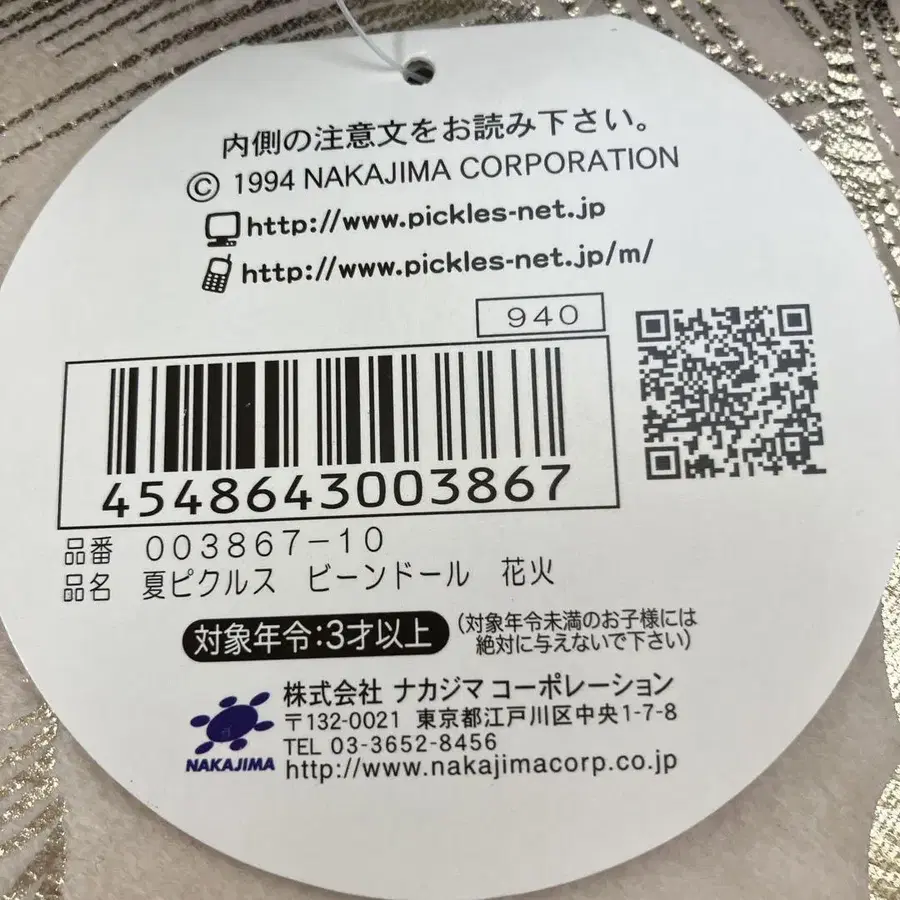 内側の注意文をお読み下さい。
© 1994 NAKAJIMA CORPORATION
http://www.pickles-net.jp
http://www.pickles-net.jp/m/
940
4548643003867
品番 003867-10
品名 夏ピクルス ビーンドール 花火
対象年令:3才以上 (対象年令未満のお子様には
絶対に与えないで下さい)
株式会社 ナカジマ コーポレーション
〒132-0021 東京都江戸川区中央1-7-8
TEL 03-3652-8456
NAKAJIMA http://www.nakajimacorp.co.jp